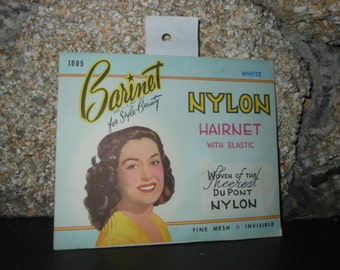 1005
WHITE
Barinet
for Style-Beauty
NYLON
HAIRNET
WITH ELASTIC
WOVEN OF THE
Sheerest
DU PONT
NYLON
FINE MESH ☆ INVISIBLE